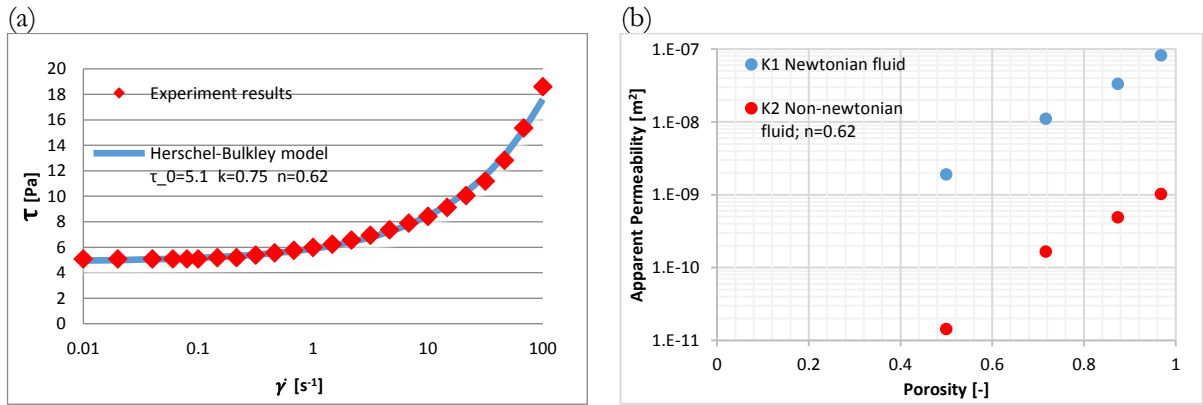 (a)
20
18
16
14
12
10
8
6
4
2
0
τ [Pa]
Experiment results
Herschel-Bulkley model
τ_0=5.1 k=0.75 n=0.62
0.01
0.1
1
10
100
γ̇ [s⁻¹]
(b)
1.E-07
1.E-08
1.E-09
1.E-10
1.E-11
Apparent Permeability [m²]
K1 Newtonian fluid
K2 Non-newtonian
fluid; n=0.62
0
0.2
0.4
0.6
0.8
1
Porosity [-]